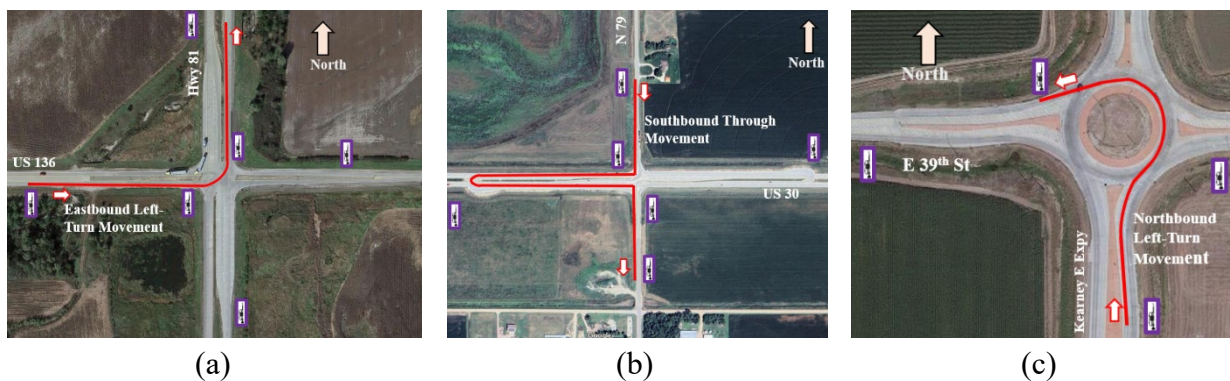 Hwy 81
North
US 136
Eastbound Left-
Turn Movement
(a)
N 79
North
Southbound Through
Movement
US 30
(b)
North
E 39th St
Northbound
Left-Turn
Movement
Kearney E Expy
(c)